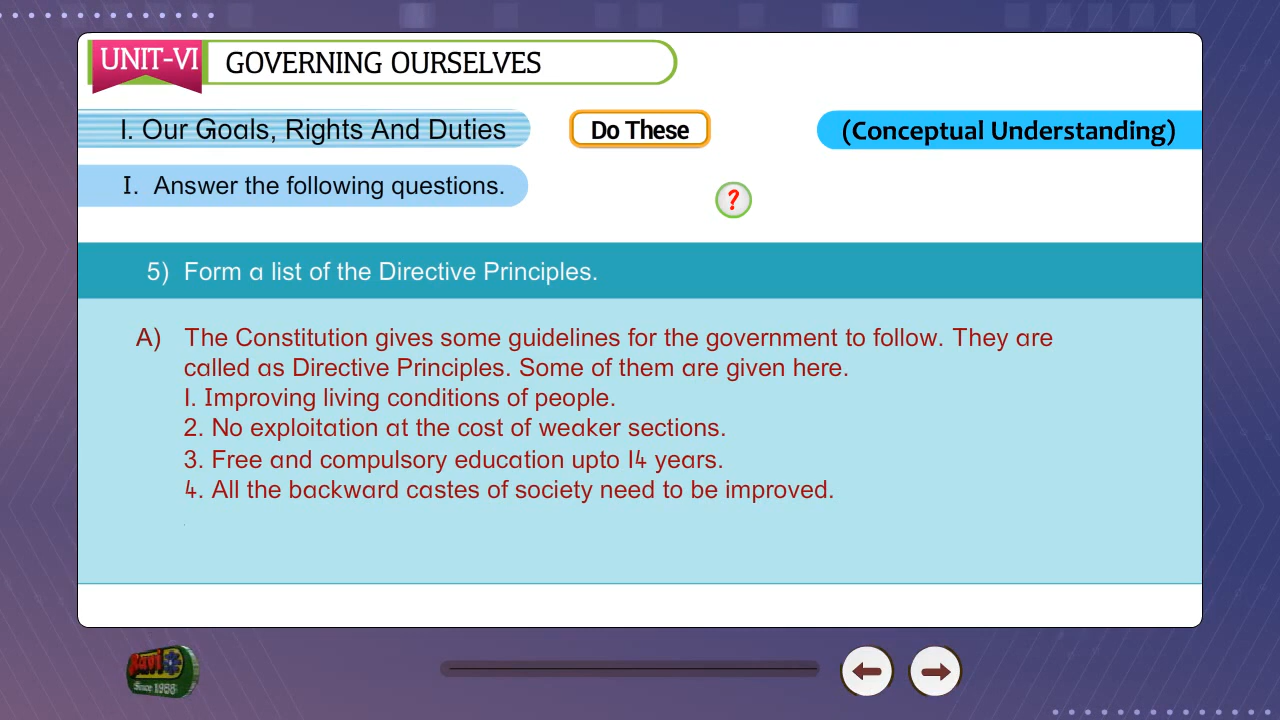 UNIT-VI GOVERNING OURSELVES
I. Our Goals, Rights And Duties Do These (Conceptual Understanding)
I. Answer the following questions.
?
5) Form a list of the Directive Principles.
A) The Constitution gives some guidelines for the government to follow. They are
called as Directive Principles. Some of them are given here.
1. Improving living conditions of people.
2. No exploitation at the cost of weaker sections.
3. Free and compulsory education upto 14 years.
4. All the backward castes of society need to be improved.
Ravi
Since 1966